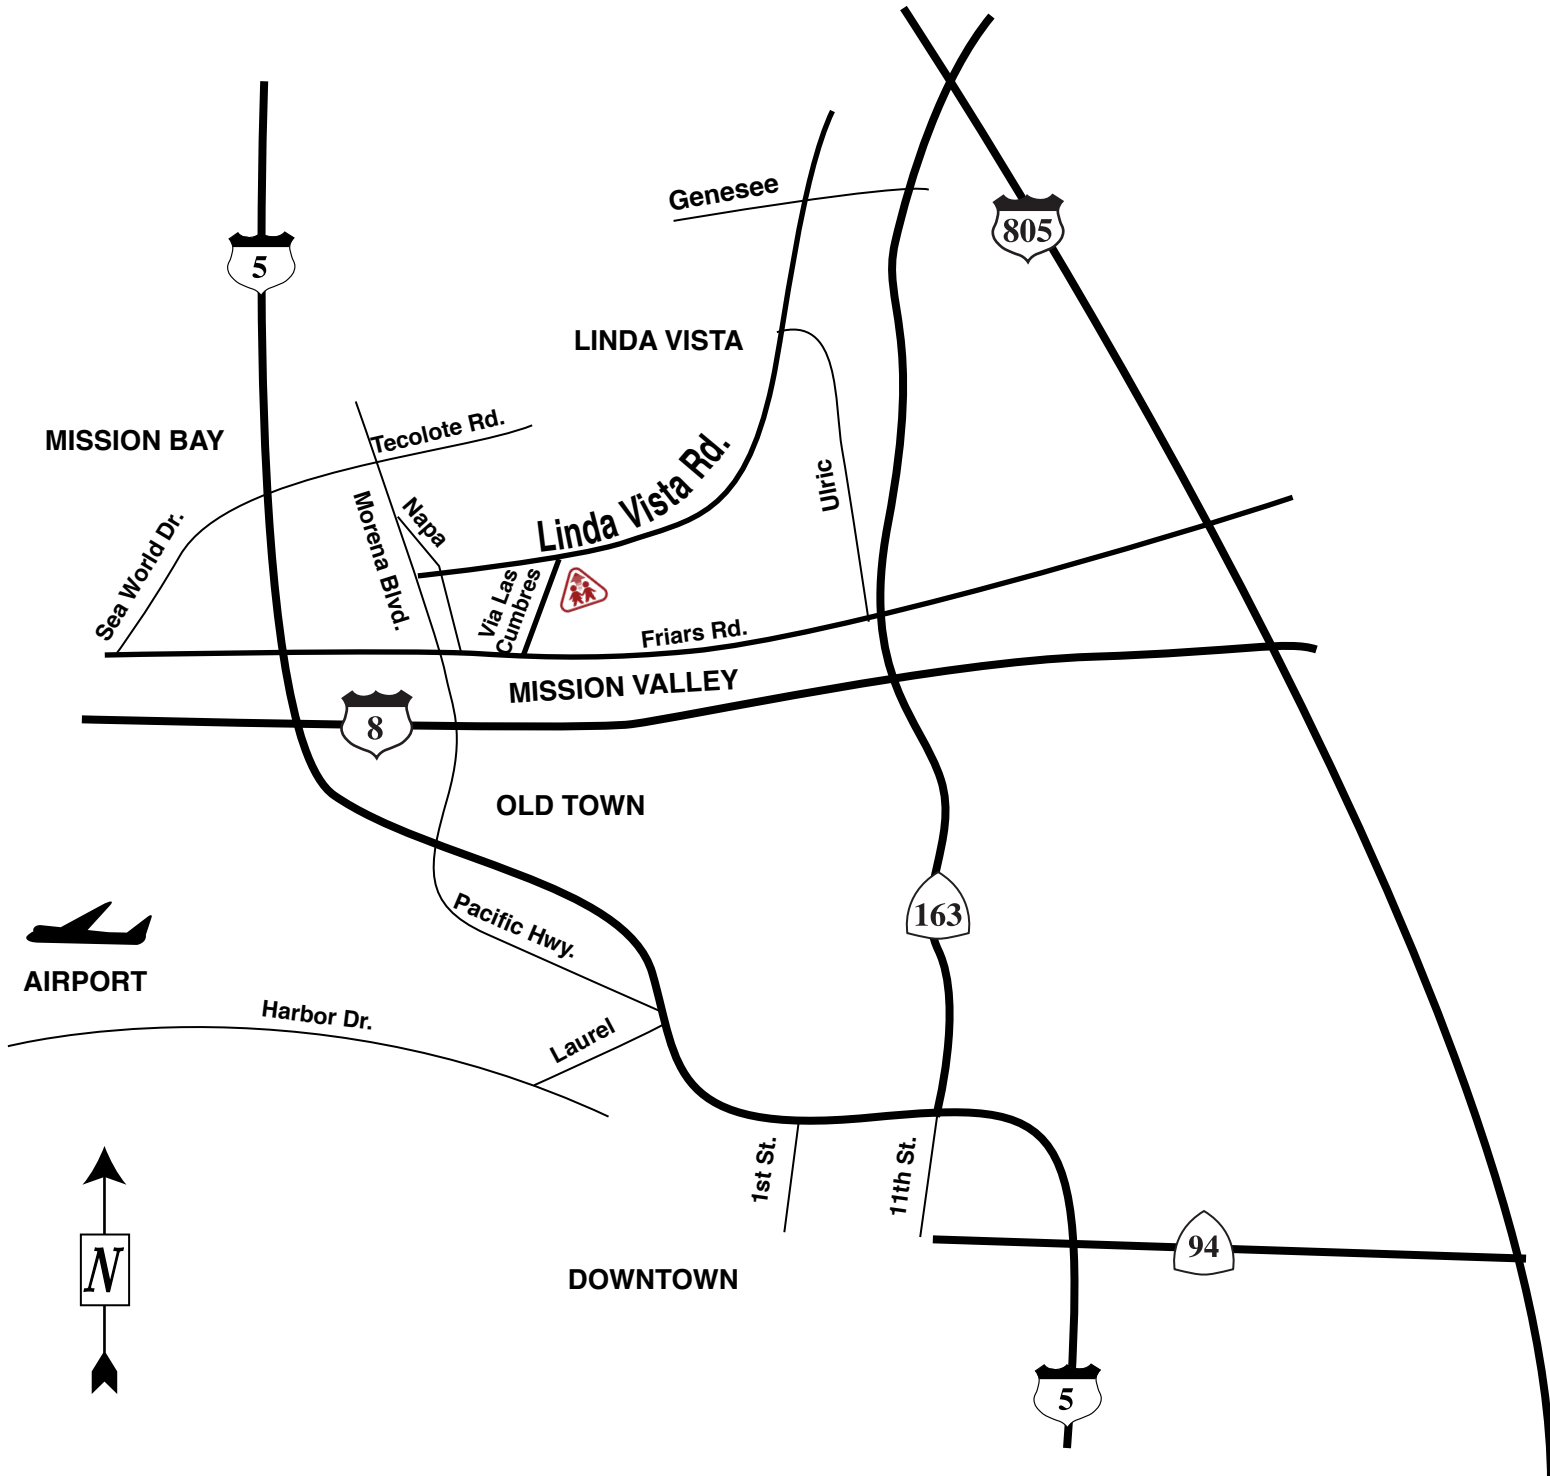 Genesee
805
5
LINDA VISTA
MISSION BAY
Tecolote Rd.
Linda Vista Rd.
Ulric
Napa
Morena Blvd.
Sea World Dr.
Via Las
Cumbres
Friars Rd.
MISSION VALLEY
8
OLD TOWN
163
Pacific Hwy.
AIRPORT
Harbor Dr.
Laurel
1st St.
11th St.
94
N
DOWNTOWN
5